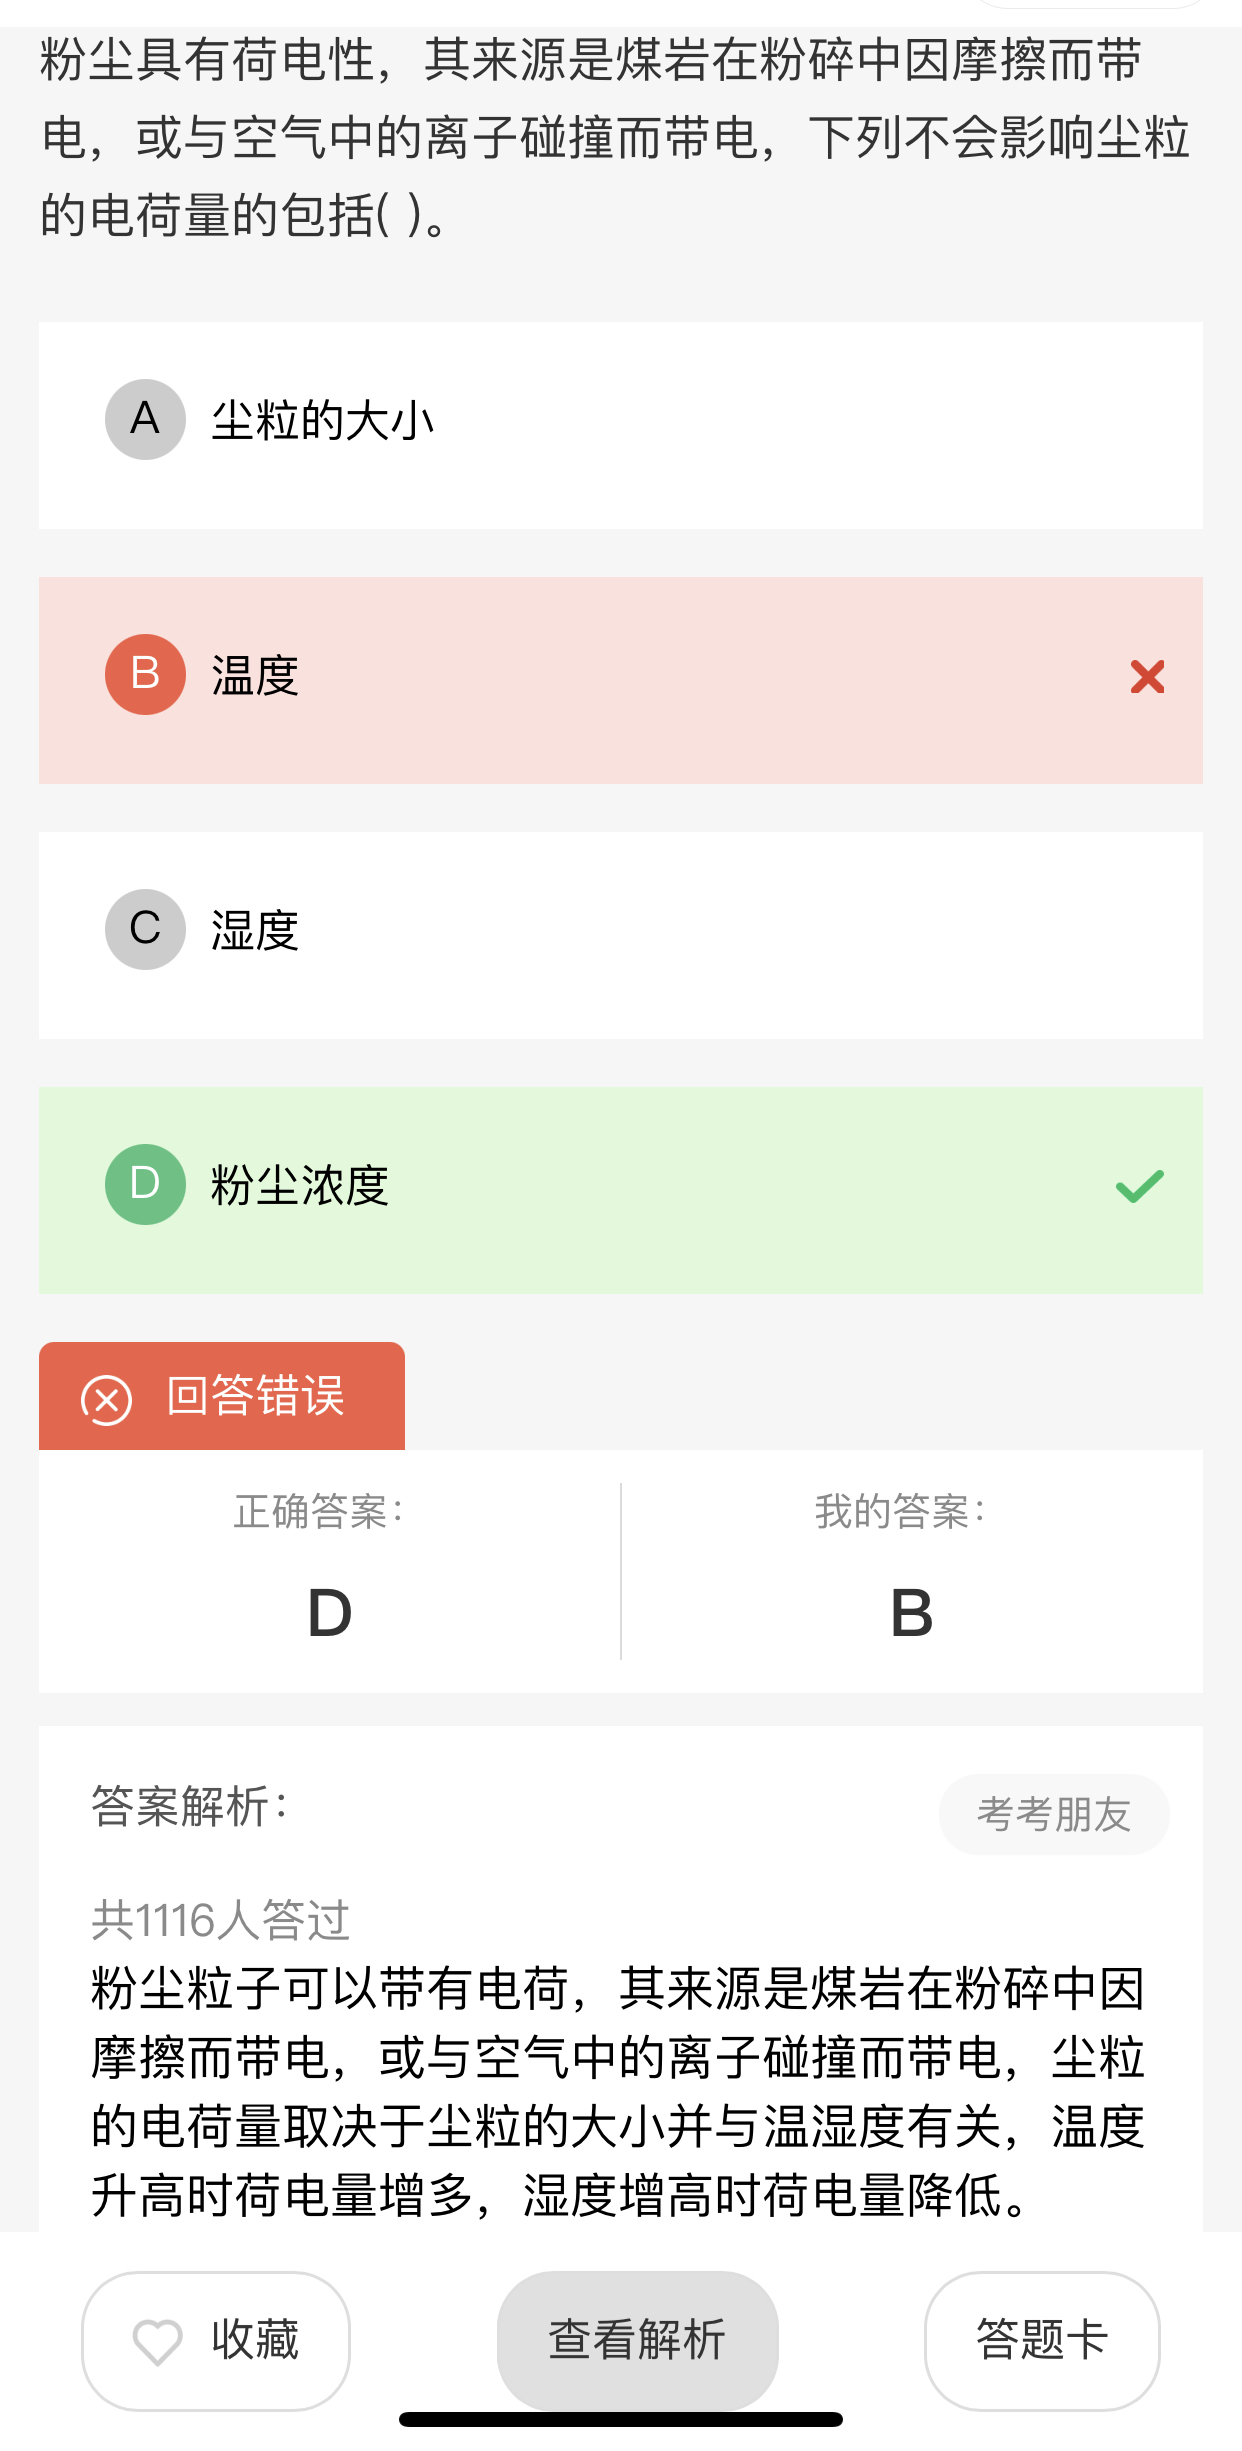 粉尘具有荷电性，其来源是煤岩在粉碎中因摩擦而带
电，或与空气中的离子碰撞而带电，下列不会影响尘粒
的电荷量的包括( )。
A 尘粒的大小
B 温度
C 湿度
D 粉尘浓度
回答错误
正确答案：
我的答案：
D
B
答案解析：
考考朋友
共1116人答过
粉尘粒子可以带有电荷，其来源是煤岩在粉碎中因
摩擦而带电，或与空气中的离子碰撞而带电，尘粒
的电荷量取决于尘粒的大小并与温湿度有关，温度
升高时荷电量增多，湿度增高时荷电量降低。
收藏
查看解析
答题卡